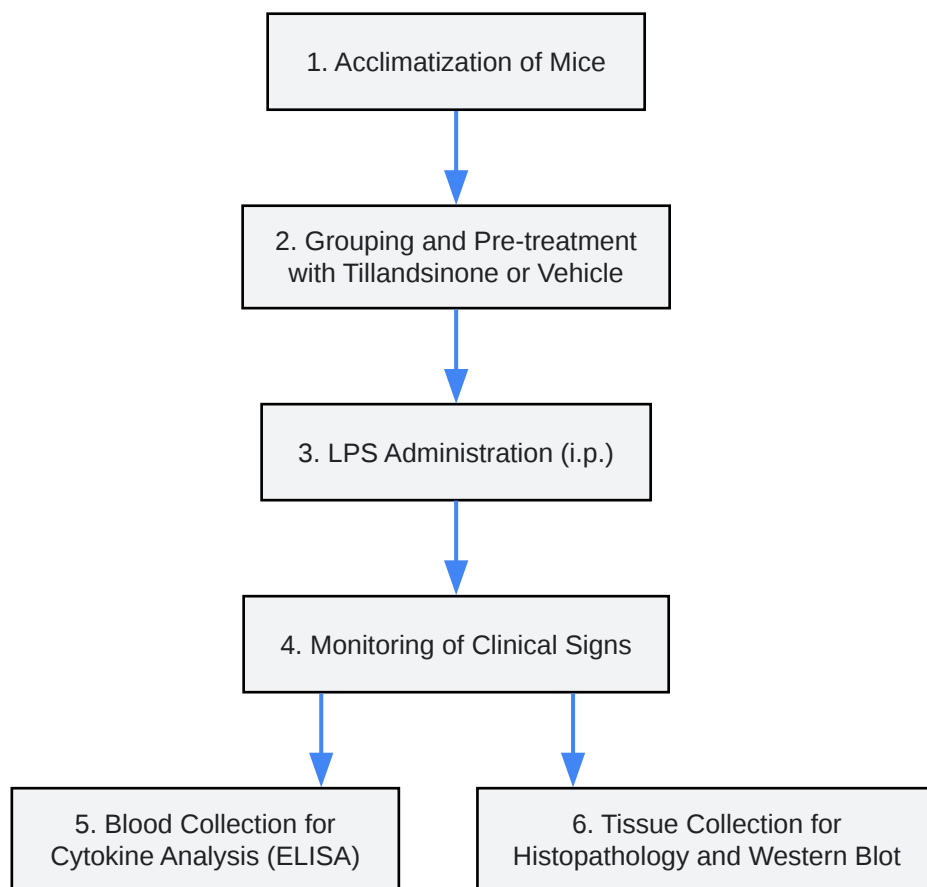 1. Acclimatization of Mice
2. Grouping and Pre-treatment
with Tillandsinone or Vehicle
3. LPS Administration (i.p.)
4. Monitoring of Clinical Signs
5. Blood Collection for
Cytokine Analysis (ELISA)
6. Tissue Collection for
Histopathology and Western Blot